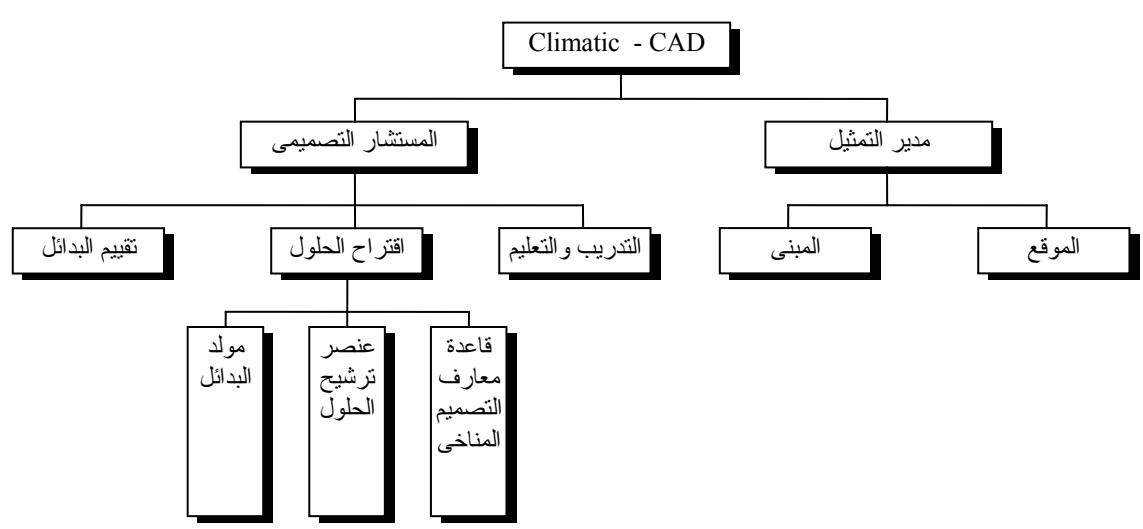 Climatic - CAD
مدير التمثيل
المستشار التصميمى
الموقع
المبنى
التدريب والتعليم
اقتراح الحلول
تقييم البدائل
قاعدة
معارف
التصميم
المناخى
عنصر
ترشيح
الحلول
مولد
البدائل